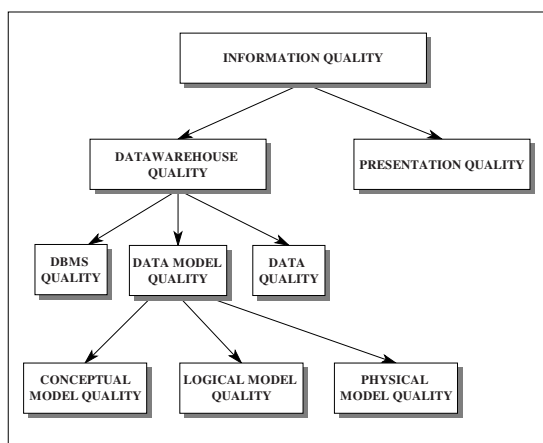 INFORMATION QUALITY
DATAWAREHOUSE
QUALITY
PRESENTATION QUALITY
DBMS
QUALITY
DATA MODEL
QUALITY
DATA
QUALITY
CONCEPTUAL
MODEL QUALITY
LOGICAL MODEL
QUALITY
PHYSICAL
MODEL QUALITY